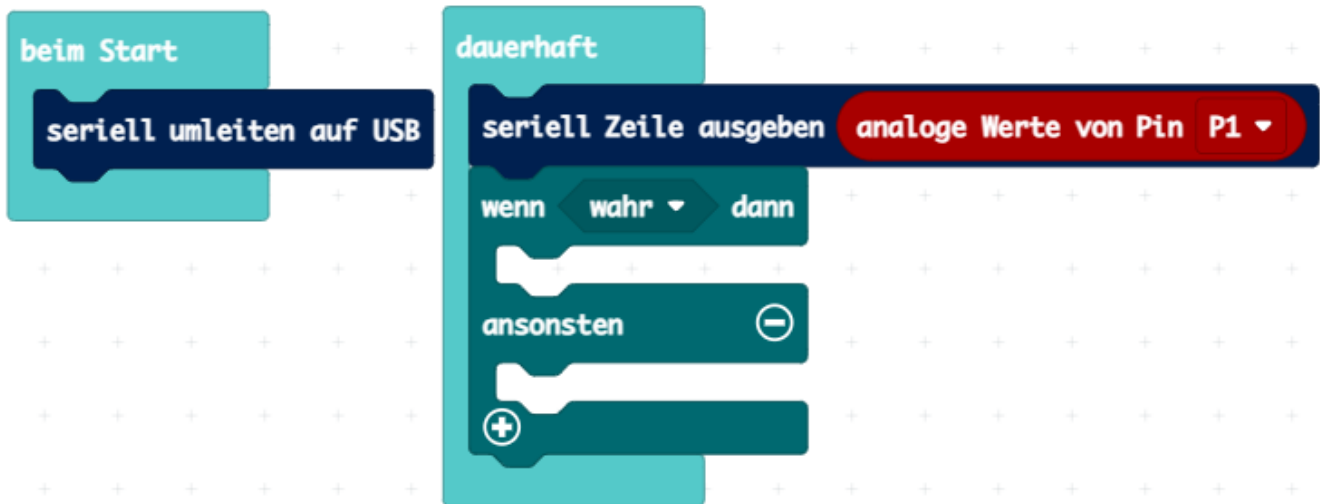 beim Start
seriell umleiten auf USB
dauerhaft
seriell Zeile ausgeben analoge Werte von Pin P1
wenn wahr dann
ansonsten